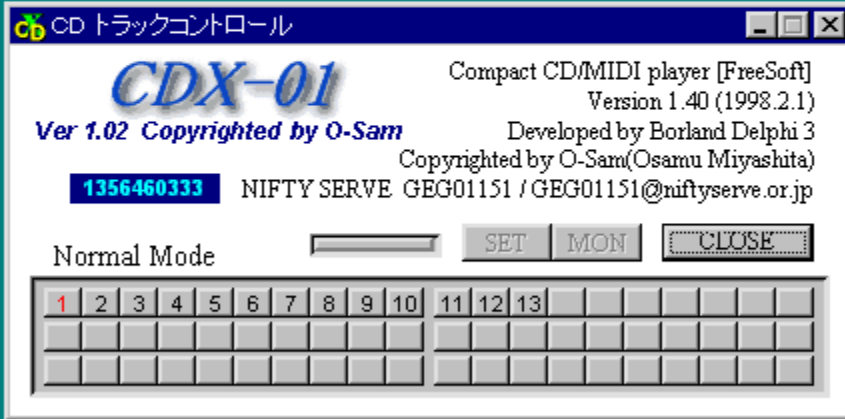 CD トラックコントロール
CDX-01
Compact CD/MIDI player [FreeSoft]
Version 1.40 (1998.2.1)
Ver 1.02 Copyrighted by O-Sam
Developed by Borland Delphi 3
Copyrighted by O-Sam(Osamu Miyashita)
1356460333 NIFTY SERVE GEG01151 / GEG01151@niftyserve.or.jp
Normal Mode SET MON CLOSE
1 2 3 4 5 6 7 8 9 10 11 12 13